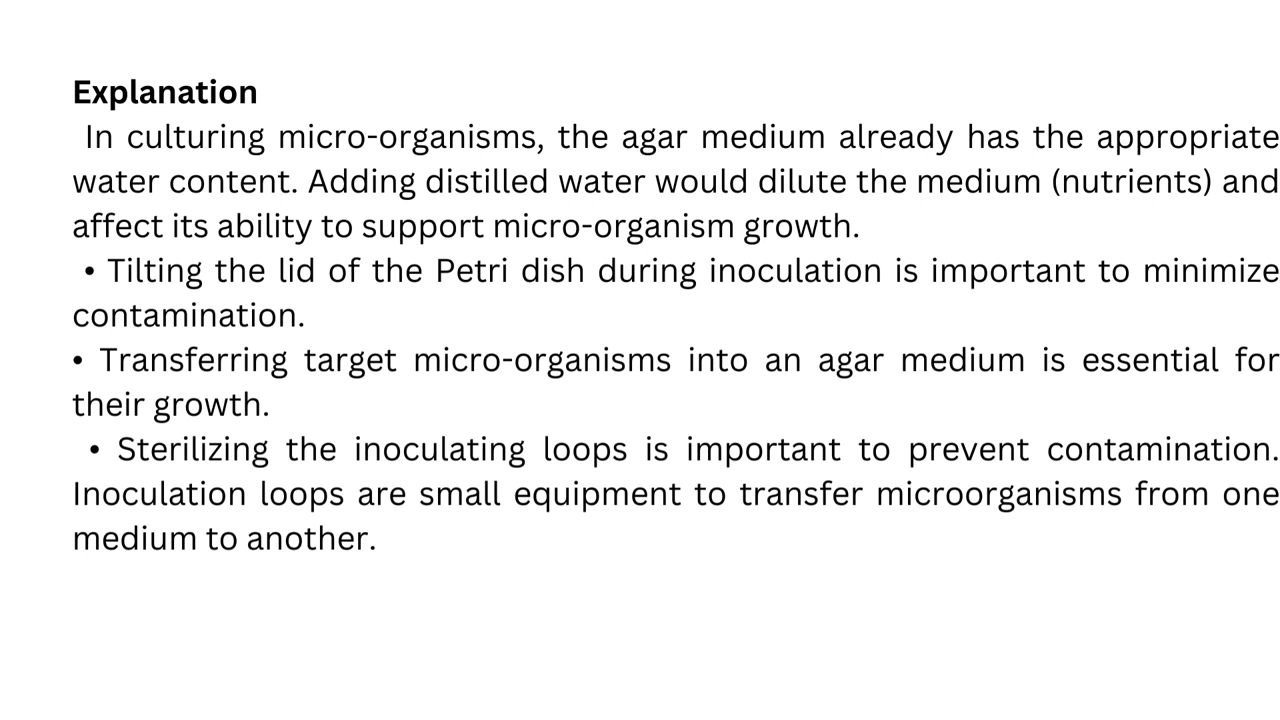 Explanation
In culturing micro-organisms, the agar medium already has the appropriate
water content. Adding distilled water would dilute the medium (nutrients) and
affect its ability to support micro-organism growth.
• Tilting the lid of the Petri dish during inoculation is important to minimize
contamination.
• Transferring target micro-organisms into an agar medium is essential for
their growth.
• Sterilizing the inoculating loops is important to prevent contamination.
Inoculation loops are small equipment to transfer microorganisms from one
medium to another.